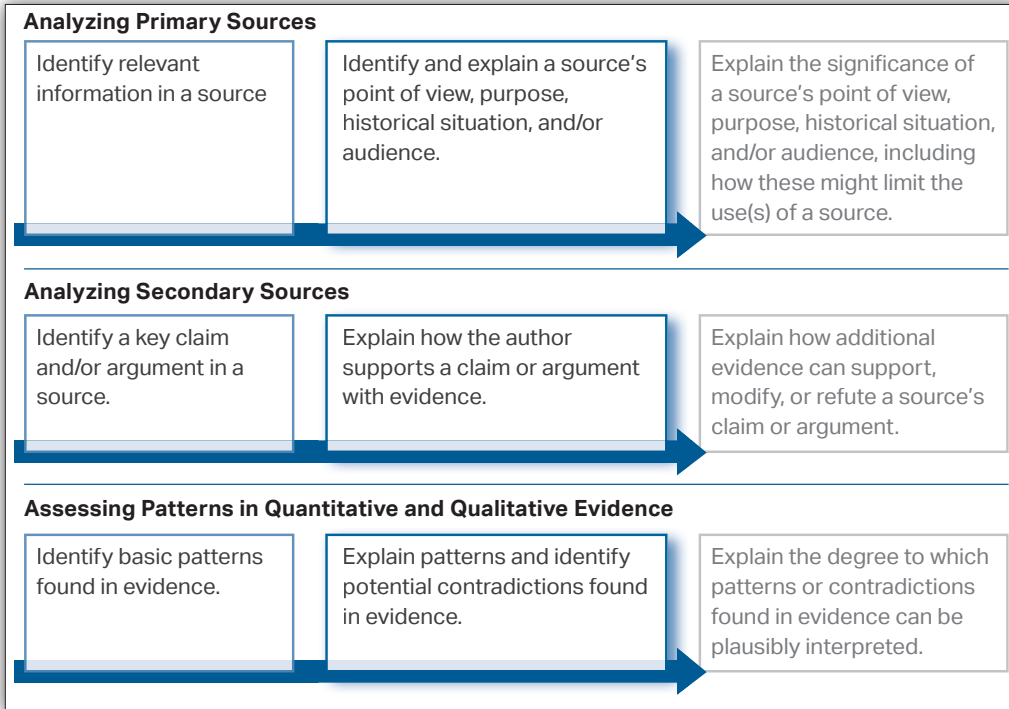 Analyzing Primary Sources
Identify relevant
information in a source
Identify and explain a source’s
point of view, purpose,
historical situation, and/or
audience.
Explain the significance of
a source’s point of view,
purpose, historical situation,
and/or audience, including
how these might limit the
use(s) of a source.
Analyzing Secondary Sources
Identify a key claim
and/or argument in a
source.
Explain how the author
supports a claim or argument
with evidence.
Explain how additional
evidence can support,
modify, or refute a source’s
claim or argument.
Assessing Patterns in Quantitative and Qualitative Evidence
Identify basic patterns
found in evidence.
Explain patterns and identify
potential contradictions found
in evidence.
Explain the degree to which
patterns or contradictions
found in evidence can be
plausibly interpreted.